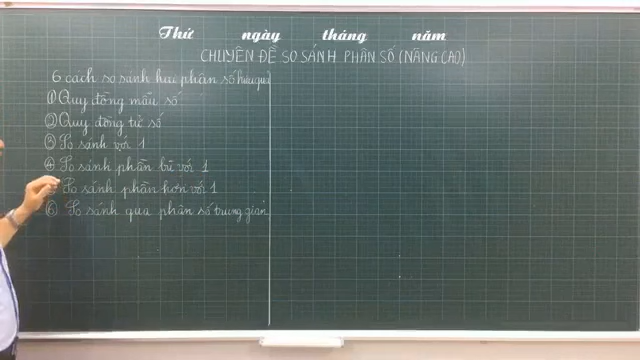 Thứ ngày tháng năm
CHUYÊN ĐỀ SO SÁNH PHÂN SỐ (NÂNG CAO)
6 cách so sánh hai phân số hiệu quả
① Quy đồng mẫu số
② Quy đồng tử số
③ So sánh với 1
④ So sánh phần bù với 1
So sánh phần hơn với 1
⑥ So sánh qua phân số trung gian